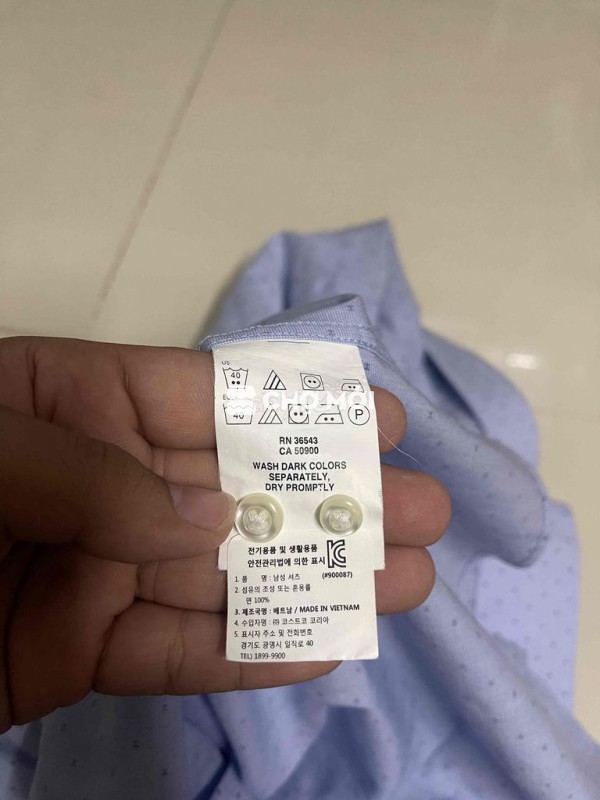 US
40
EU
40
P
CHO.MOI
RN 36543
CA 50900
WASH DARK COLORS
SEPARATELY,
DRY PROMPTLY
전기용품 및 생활용품
안전관리법에 의한 표시
(#900087)
1. 품 명 : 남성 셔츠
2. 섬유의 조성 또는 혼용률
면 100%
3. 제조국명 : 베트남 / MADE IN VIETNAM
4. 수입자명 : ㈜ 코스트코 코리아
5. 표시자 주소 및 전화번호
경기도 광명시 일직로 40
TEL) 1899-9900